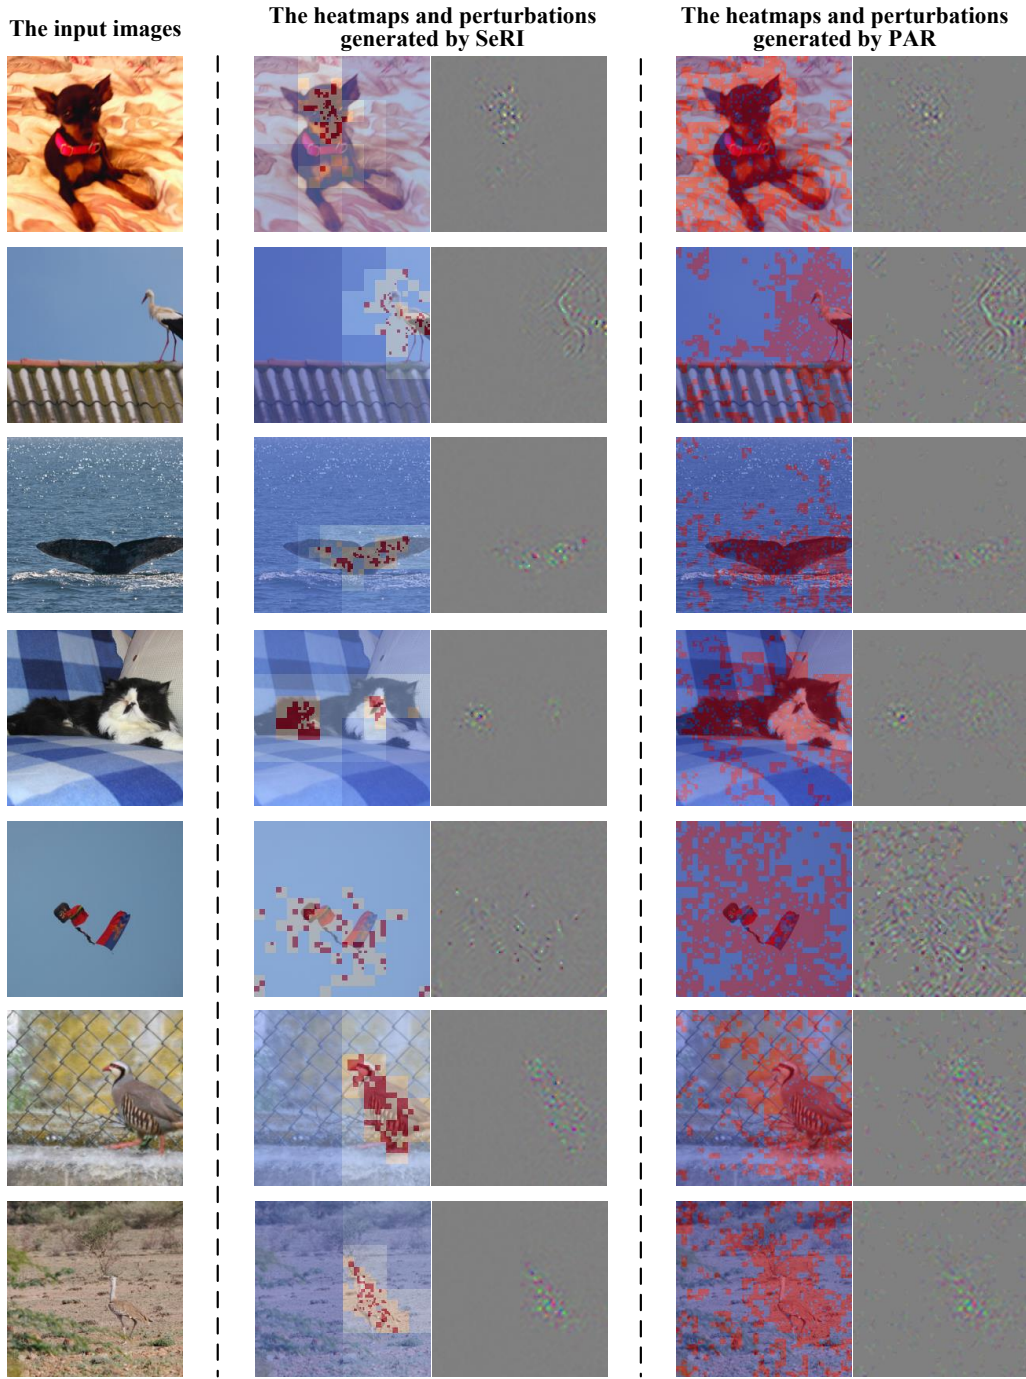 The input images
The heatmaps and perturbations
generated by SeRI
The heatmaps and perturbations
generated by PAR